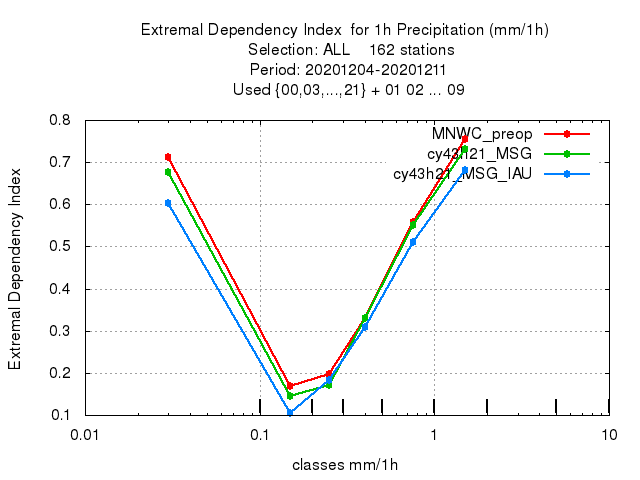 Extremal Dependency Index  for 1h Precipitation (mm/1h)
Selection: ALL    162 stations
Period: 20201204-20201211
Used {00,03,...,21} + 01 02 ... 09
MNWC_preop
cy43h21_MSG
cy43h21_MSG_IAU
Extremal Dependency Index
0.8
0.7
0.6
0.5
0.4
0.3
0.2
0.1
0.01 0.1 1 10
classes mm/1h